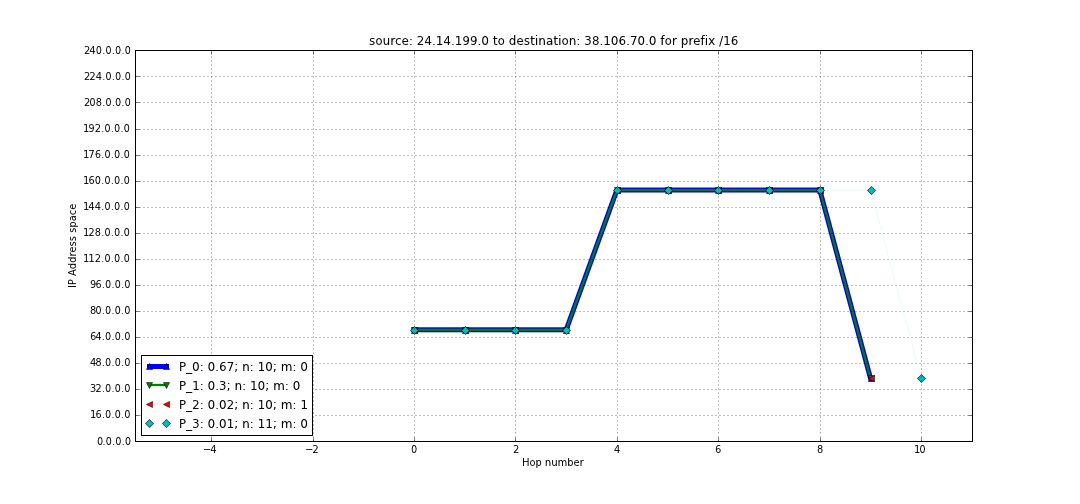 source: 24.14.199.0 to destination: 38.106.70.0 for prefix /16
240.0.0.0
224.0.0.0
208.0.0.0
192.0.0.0
176.0.0.0
160.0.0.0
144.0.0.0
128.0.0.0
112.0.0.0
96.0.0.0
80.0.0.0
64.0.0.0
48.0.0.0
32.0.0.0
16.0.0.0
0.0.0.0
IP Address space
P_0: 0.67; n: 10; m: 0
P_1: 0.3; n: 10; m: 0
P_2: 0.02; n: 10; m: 1
P_3: 0.01; n: 11; m: 0
−4 −2 0 2 4 6 8 10
Hop number